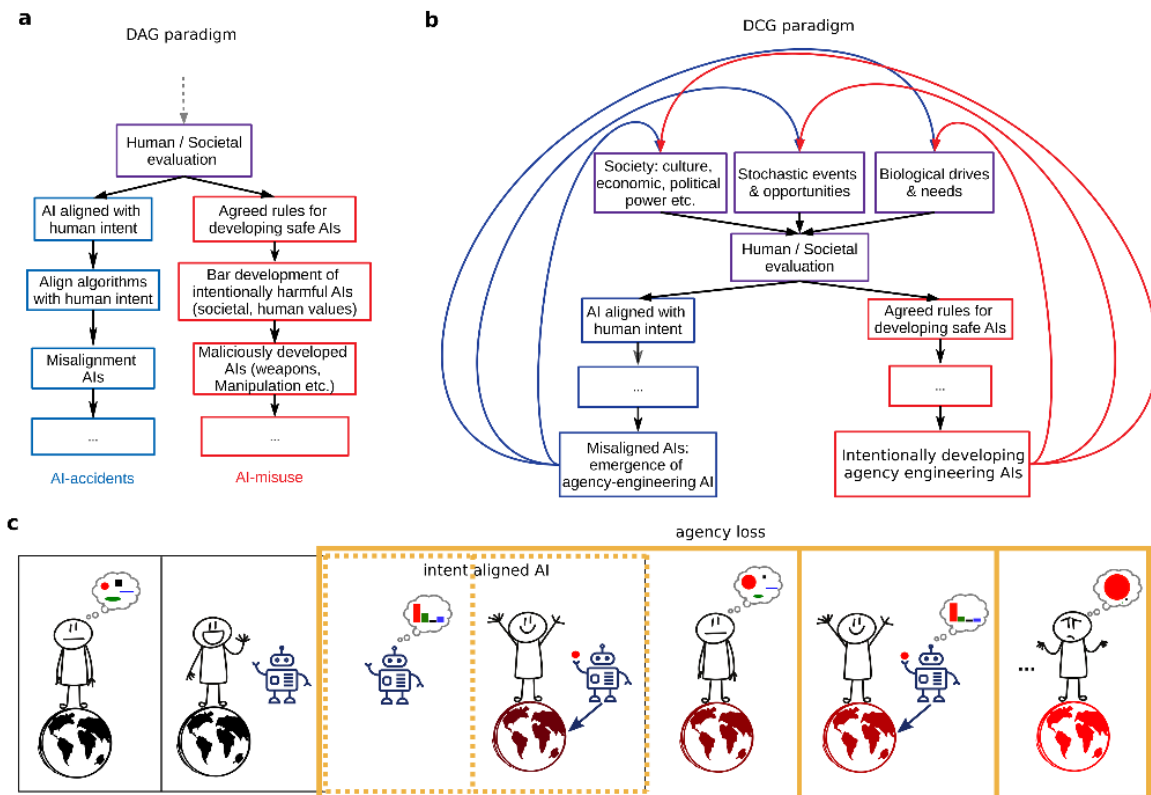 a
DAG paradigm
Human / Societal
evaluation
AI aligned with
human intent
Agreed rules for
developing safe AIs
Align algorithms
with human intent
Bar development of
intentionally harmful AIs
(societal, human values)
Misalignment
AIs
Maliciously developed
AIs (weapons,
Manipulation etc.)
...
...
AI-accidents
AI-misuse
b
DCG paradigm
Society: culture,
economic, political
power etc.
Stochastic events
& opportunities
Biological drives
& needs
Human / Societal
evaluation
AI aligned with
human intent
Agreed rules for
developing safe AIs
...
...
Misaligned AIs:
emergence of
agency-engineering AI
Intentionally developing
agency engineering AIs
c
agency loss
intent aligned AI
...